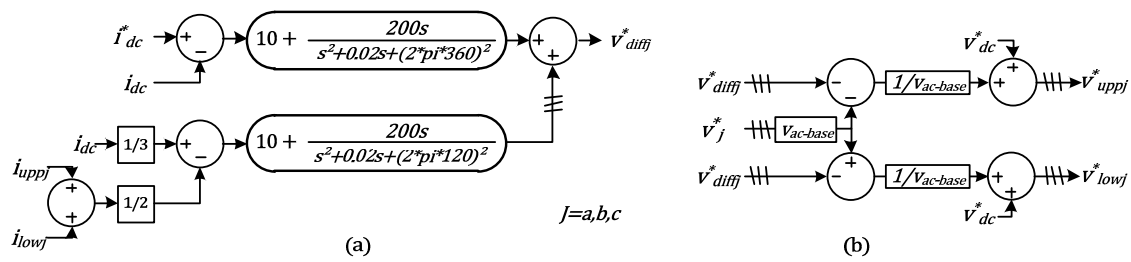 i*dc
+
−
idc
10 + 200s / s²+0.02s+(2*pi*360)²
+
+
v*diffj
idc
1/3
+
−
10 + 200s / s²+0.02s+(2*pi*120)²
iuppj
+
+
1/2
ilowj
J=a,b,c
(a)
v*diffj
−
−
1/vac-base
v*dc
+
+
v*uppj
v*j
vac-base
v*diffj
+
−
1/vac-base
+
+
v*lowj
v*dc
(b)